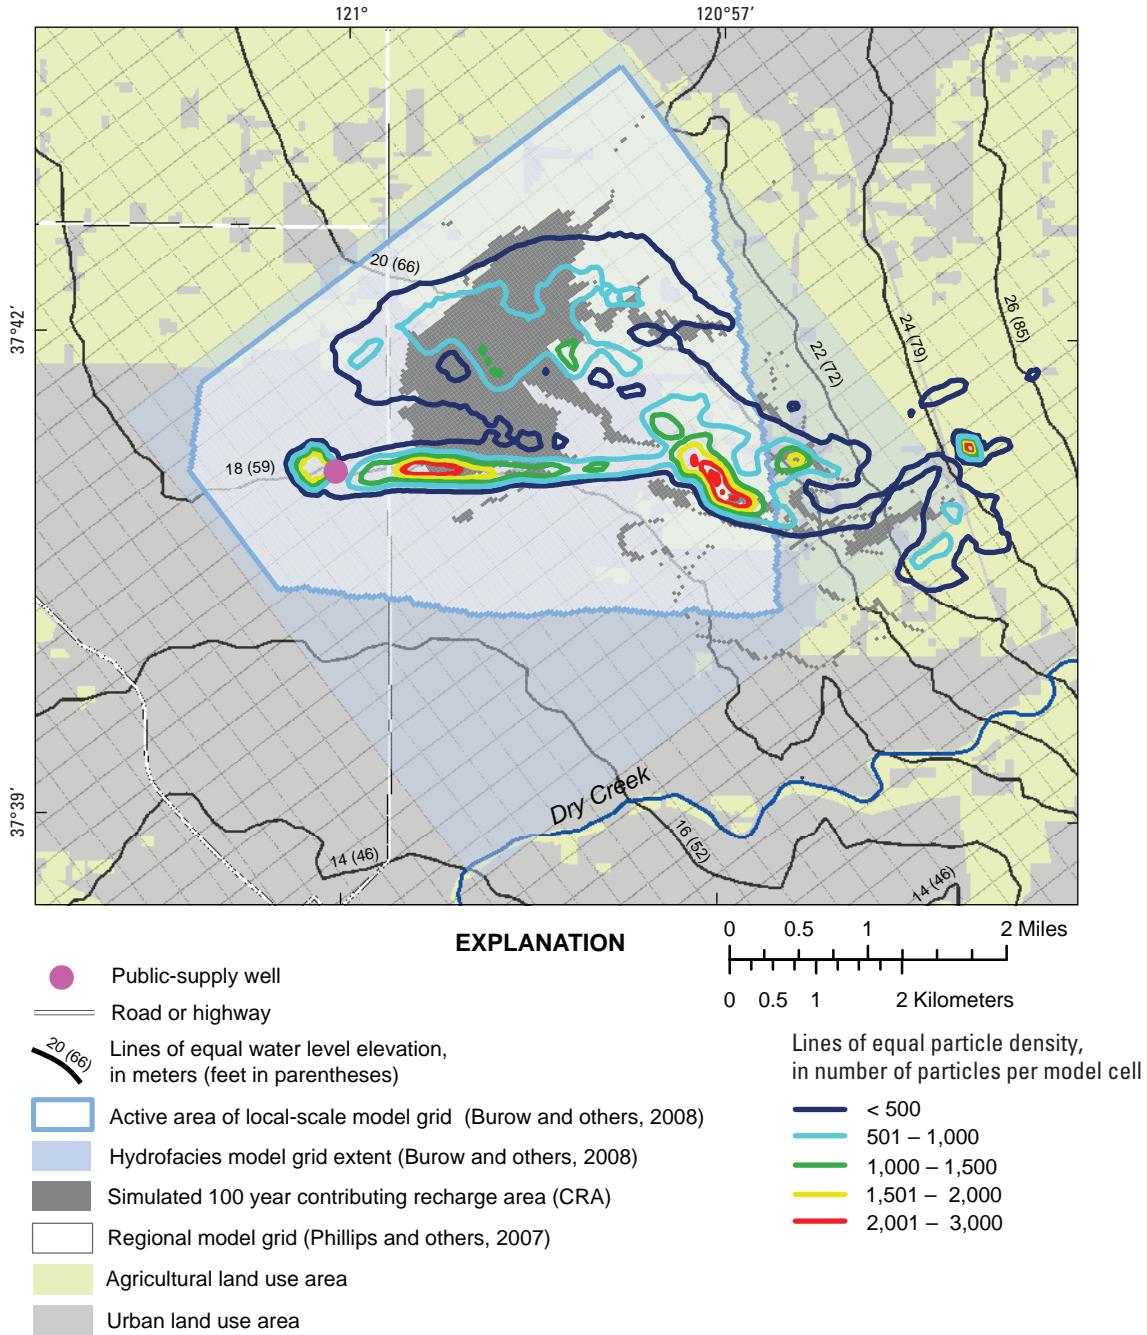 121°
120°57′
37°42′
37°39′
20 (66)
18 (59)
22 (72)
24 (79)
26 (85)
16 (52)
14 (46)
14 (46)
Dry Creek
EXPLANATION
0 0.5 1 2 Miles
0 0.5 1 2 Kilometers
Public-supply well
Road or highway
20 (66)
Lines of equal water level elevation,
in meters (feet in parentheses)
Active area of local-scale model grid (Burow and others, 2008)
Hydrofacies model grid extent (Burow and others, 2008)
Simulated 100 year contributing recharge area (CRA)
Regional model grid (Phillips and others, 2007)
Agricultural land use area
Urban land use area
Lines of equal particle density,
in number of particles per model cell
< 500
501 – 1,000
1,000 – 1,500
1,501 – 2,000
2,001 – 3,000